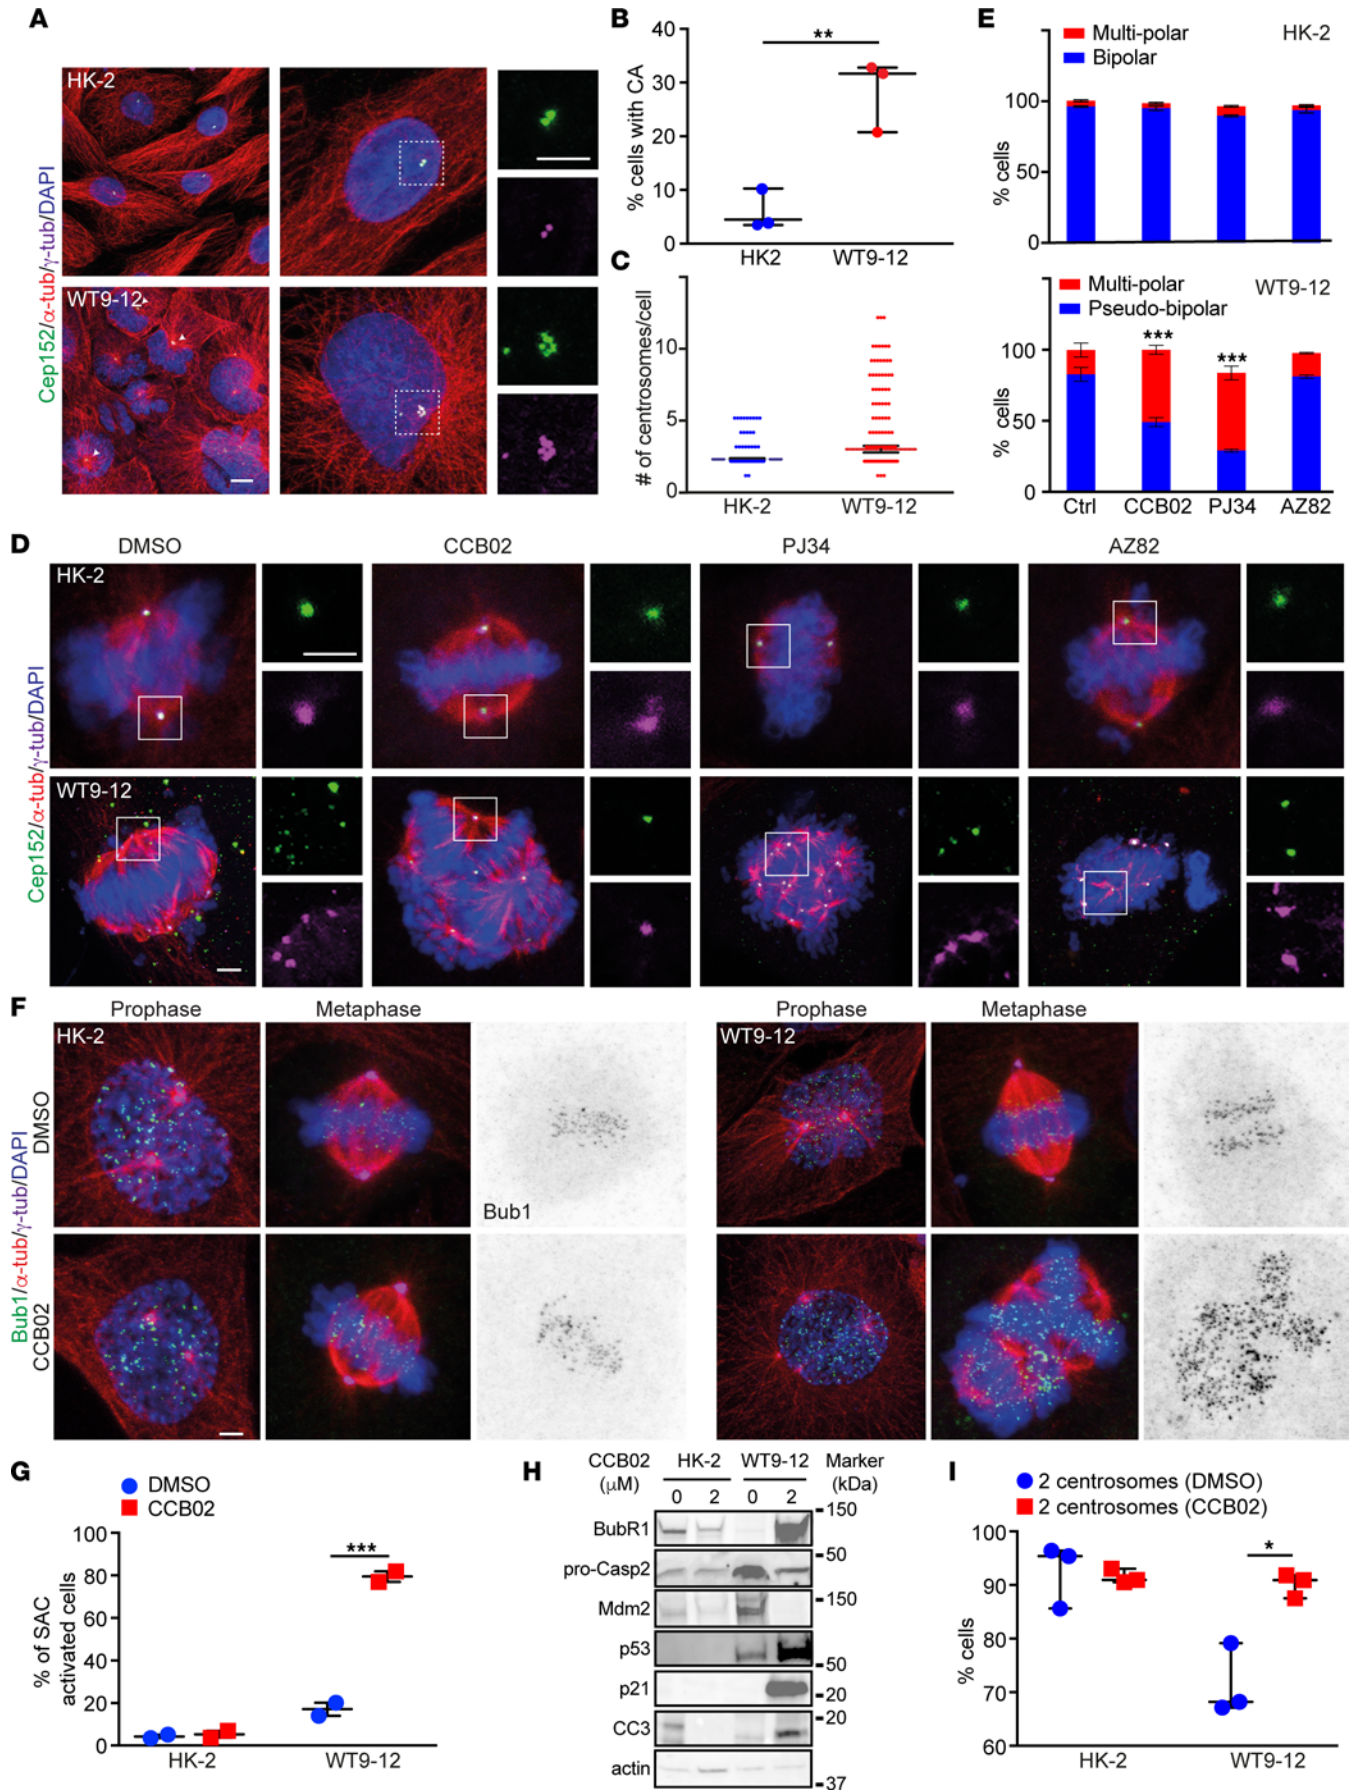 A
HK-2
WT9-12
Cep152/α-tub/γ-tub/DAPI
B
% cells with CA
40
30
20
10
0
**
HK2
WT9-12
C
# of centrosomes/cell
10
5
0
HK-2
WT9-12
E
Multi-polar
Bipolar
HK-2
% cells
100
50
0
Multi-polar
Pseudo-bipolar
WT9-12
*** ***
% cells
100
50
0
Ctrl CCB02 PJ34 AZ82
D
DMSO CCB02 PJ34 AZ82
HK-2
WT9-12
Cep152/α-tub/γ-tub/DAPI
F
Prophase Metaphase Prophase Metaphase
HK-2 WT9-12
DMSO
Bub1
CCB02
Bub1/α-tub/γ-tub/DAPI
G
DMSO
CCB02
% of SAC
activated cells
100
80
60
40
20
0
***
HK-2 WT9-12
H
CCB02 HK-2 WT9-12 Marker
(μM) 0 2 0 2 (kDa)
150
BubR1
50
pro-Casp2
150
Mdm2
p53
50
p21
20
20
CC3
actin
37
I
2 centrosomes (DMSO)
2 centrosomes (CCB02)
% cells
100
90
80
70
60
*
HK-2 WT9-12